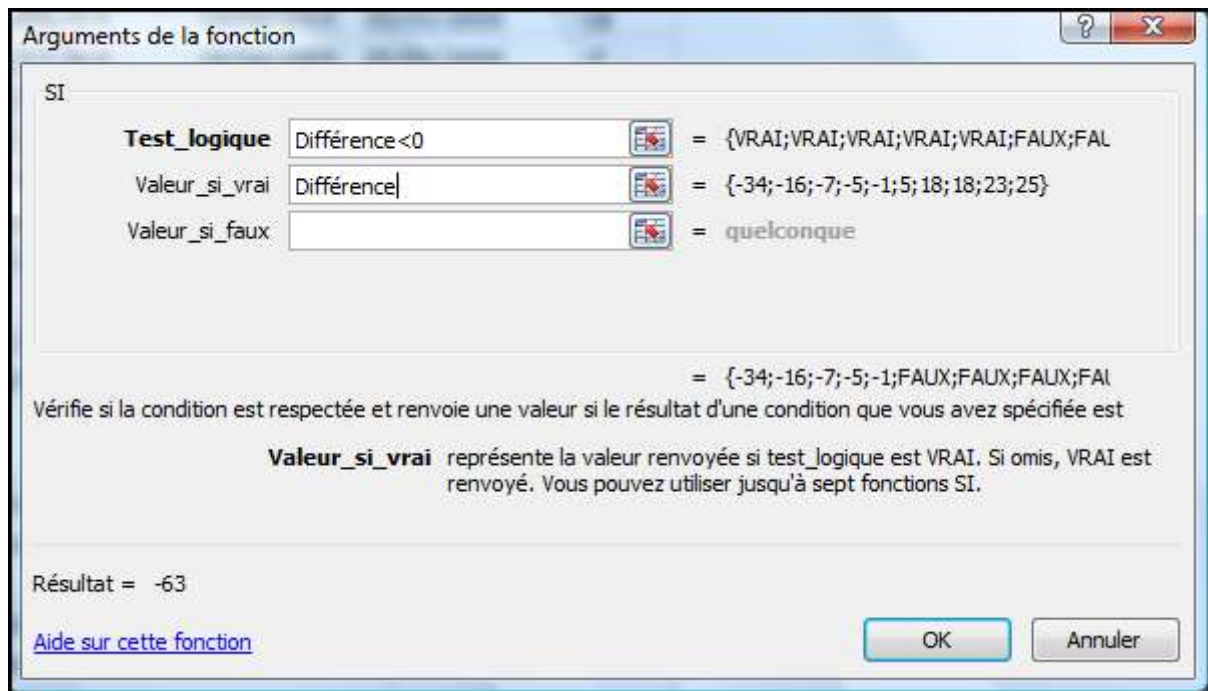 Arguments de la fonction
SI
Test_logique Différence<0 = {VRAI;VRAI;VRAI;VRAI;VRAI;FAUX;FAU
Valeur_si_vrai Différence = {-34;-16;-7;-5;-1;5;18;18;23;25}
Valeur_si_faux = quelconque
= {-34;-16;-7;-5;-1;FAUX;FAUX;FAUX;FAU
Vérifie si la condition est respectée et renvoie une valeur si le résultat d'une condition que vous avez spécifiée est
Valeur_si_vrai représente la valeur renvoyée si test_logique est VRAI. Si omis, VRAI est
renvoyé. Vous pouvez utiliser jusqu'à sept fonctions SI.
Résultat = -63
Aide sur cette fonction OK Annuler